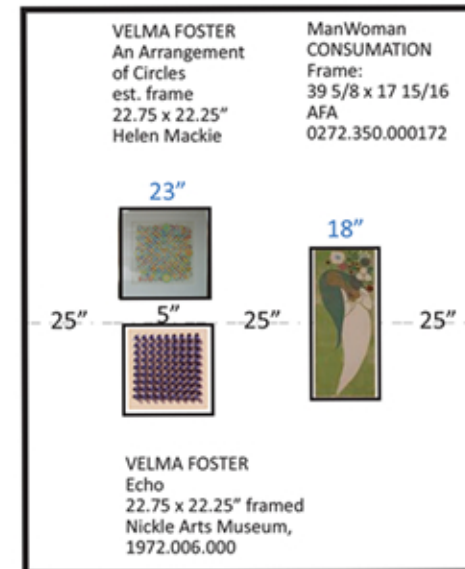 VELMA FOSTER
An Arrangement
of Circles
est. frame
22.75 x 22.25”
Helen Mackie
ManWoman
CONSUMATION
Frame:
39 5/8 x 17 15/16
AFA
0272.350.000172
23”
18”
25”
5”
25”
25”
VELMA FOSTER
Echo
22.75 x 22.25” framed
Nickle Arts Museum,
1972.006.000